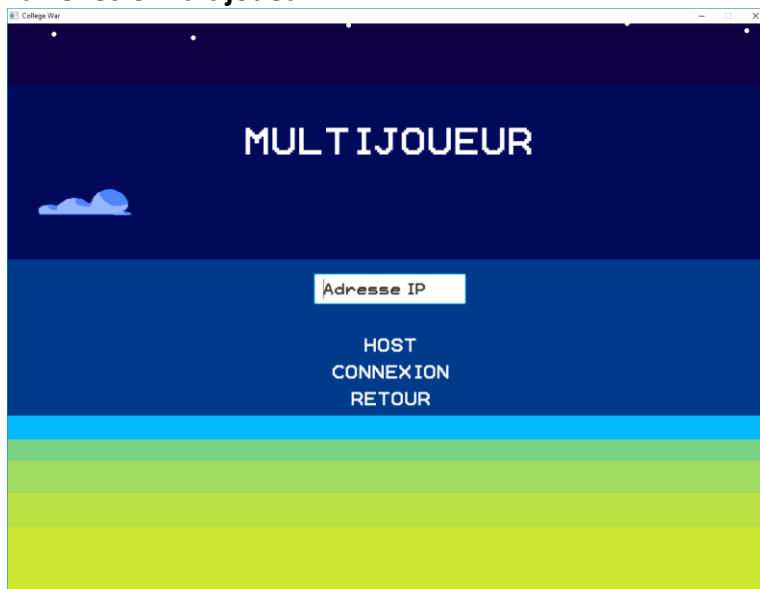 College War
MULTIJOUEUR
Adresse IP
HOST
CONNEXION
RETOUR